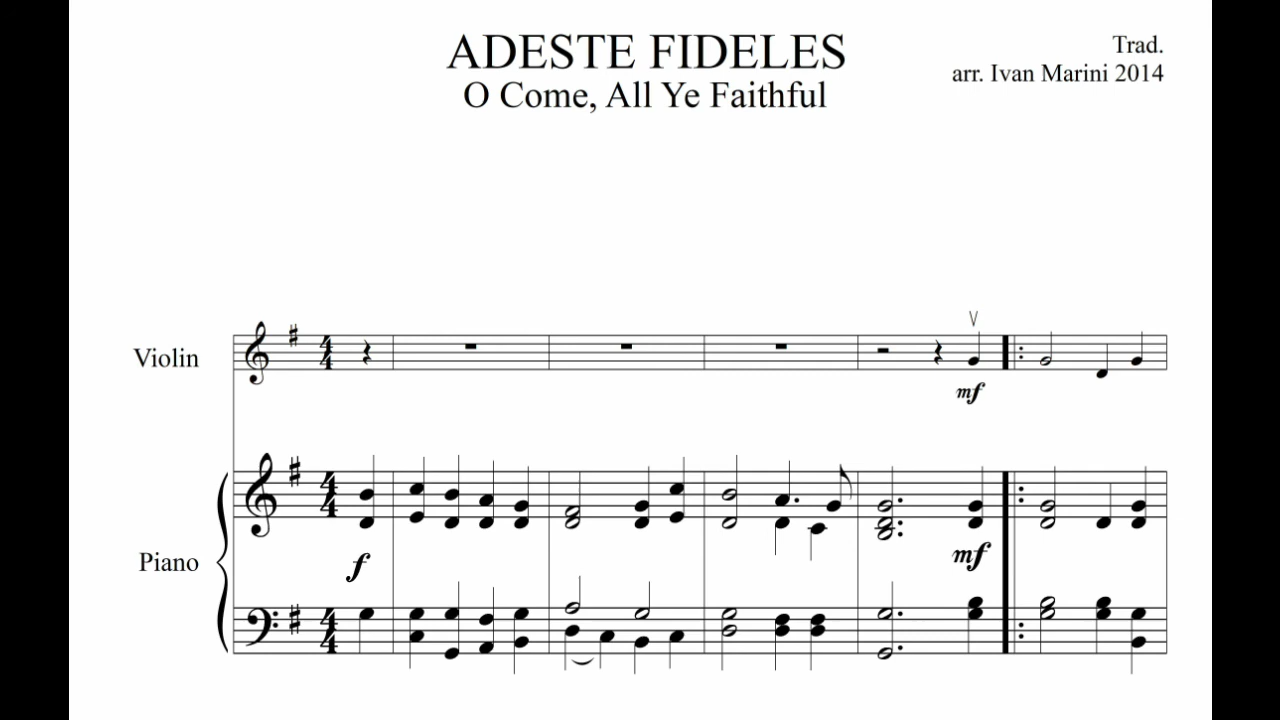 ADESTE FIDELES
O Come, All Ye Faithful
Trad.
arr. Ivan Marini 2014
Violin
mf
Piano
f
mf